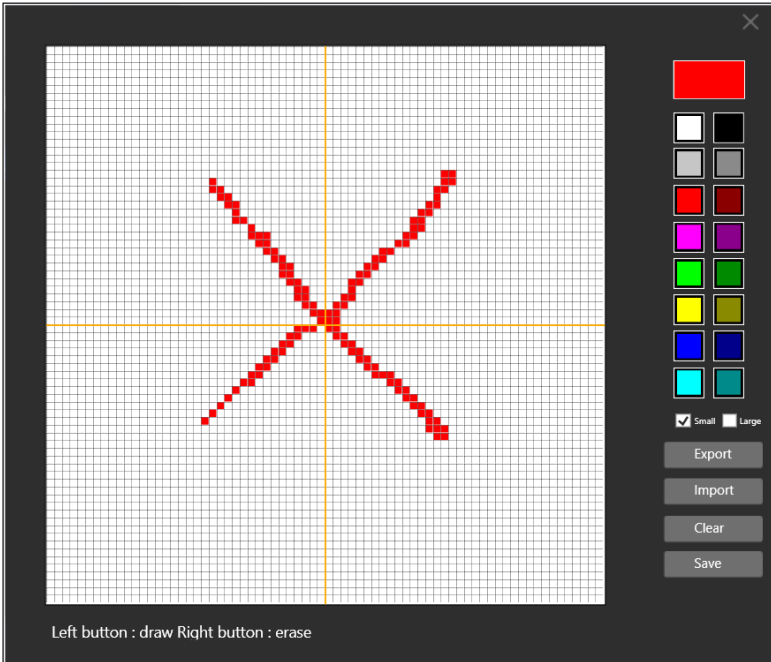 Small Large
Export
Import
Clear
Save
Left button : draw Right button : erase